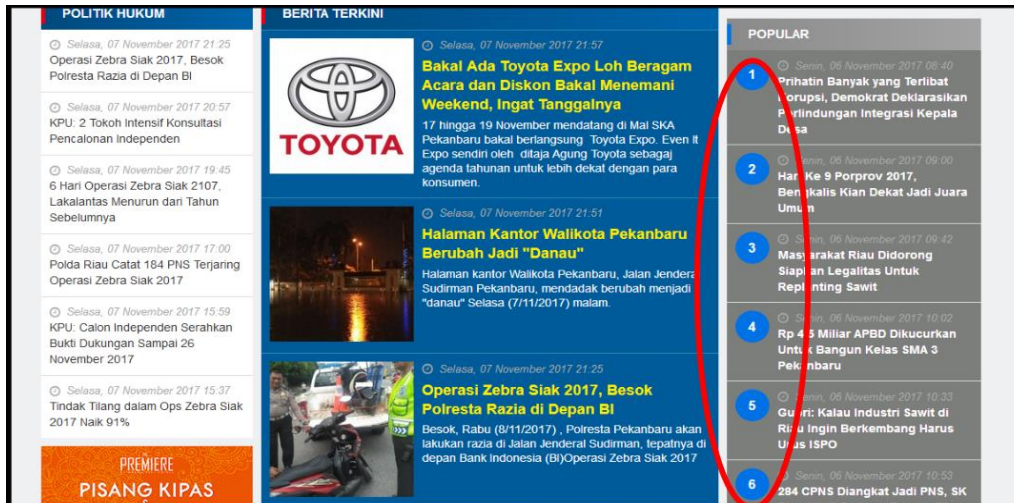 POLITIK HUKUM
Selasa, 07 November 2017 21:25
Operasi Zebra Siak 2017, Besok
Polresta Razia di Depan BI
Selasa, 07 November 2017 20:57
KPU: 2 Tokoh Intensif Konsultasi
Pencalonan Independen
Selasa, 07 November 2017 19:45
6 Hari Operasi Zebra Siak 2107,
Lakalantas Menurun dari Tahun
Sebelumnya
Selasa, 07 November 2017 17:00
Polda Riau Catat 184 PNS Terjaring
Operasi Zebra Siak 2017
Selasa, 07 November 2017 15:59
KPU: Calon Independen Serahkan
Bukti Dukungan Sampai 26
November 2017
Selasa, 07 November 2017 15:37
Tindak Tilang dalam Ops Zebra Siak
2017 Naik 91%
PREMIERE
PISANG KIPAS
BERITA TERKINI
TOYOTA
Selasa, 07 November 2017 21:57
Bakal Ada Toyota Expo Loh Beragam
Acara dan Diskon Bakal Menemani
Weekend, Ingat Tanggalnya
17 hingga 19 November mendatang di Mal SKA
Pekanbaru bakal berlangsung Toyota Expo. Even It
Expo sendiri oleh ditaja Agung Toyota sebagaj
agenda tahunan untuk lebih dekat dengan para
konsumen.
Selasa, 07 November 2017 21:51
Halaman Kantor Walikota Pekanbaru
Berubah Jadi "Danau"
Halaman kantor Walikota Pekanbaru, Jalan Jendera
Sudirman Pekanbaru, mendadak berubah menjadi
"danau" Selasa (7/11/2017) malam.
Selasa, 07 November 2017 21:25
Operasi Zebra Siak 2017, Besok
Polresta Razia di Depan BI
Besok, Rabu (8/11/2017) , Polresta Pekanbaru akan
lakukan razia di Jalan Jenderal Sudirman, tepatnya di
depan Bank Indonesia (BI)Operasi Zebra Siak 2017
POPULAR
1
Senin, 06 November 2017 08:40
Prihatin Banyak yang Terlibat
Korupsi, Demokrat Deklarasikan
Perlindungan Integrasi Kepala
Desa
2
Senin, 06 November 2017 09:00
Hari Ke 9 Porprov 2017,
Bengkalis Kian Dekat Jadi Juara
Umum
3
Senin, 06 November 2017 09:42
Masyarakat Riau Didorong
Siapkan Legalitas Untuk
Replanting Sawit
4
Senin, 06 November 2017 10:02
Rp 4,5 Miliar APBD Dikucurkan
Untuk Bangun Kelas SMA 3
Pekanbaru
5
Senin, 06 November 2017 10:33
Gubri: Kalau Industri Sawit di
Riau Ingin Berkembang Harus
Urus ISPO
6
Senin, 06 November 2017 10:53
284 CPNS Diangkat Jadi PNS, SK